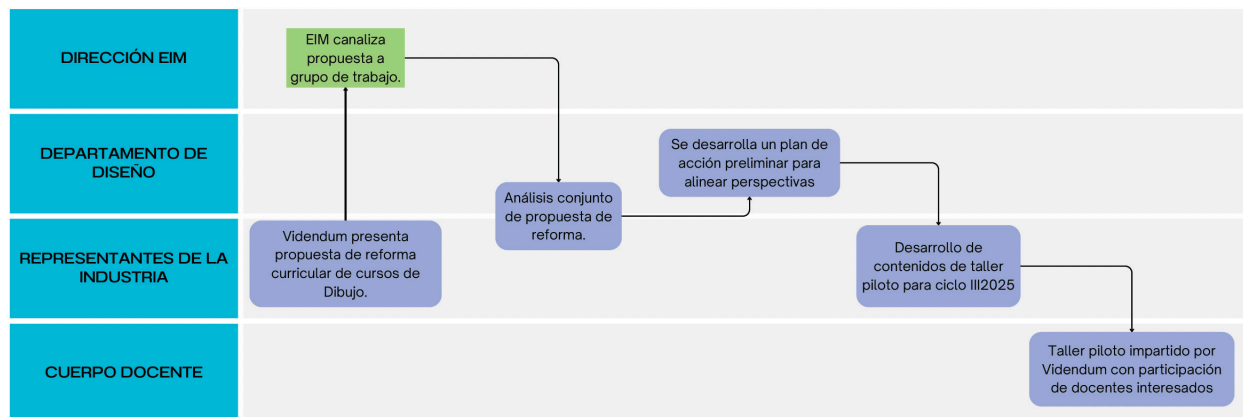 DIRECCIÓN EIM
EIM canaliza
propuesta a
grupo de trabajo.
DEPARTAMENTO DE
DISEÑO
Se desarrolla un plan de
acción preliminar para
alinear perspectivas
Análisis conjunto
de propuesta de
reforma.
REPRESENTANTES DE LA
INDUSTRIA
Videndum presenta
propuesta de reforma
curricular de cursos de
Dibujo.
Desarrollo de
contenidos de taller
piloto para ciclo III2025
CUERPO DOCENTE
Taller piloto impartido por
Videndum con participación
de docentes interesados